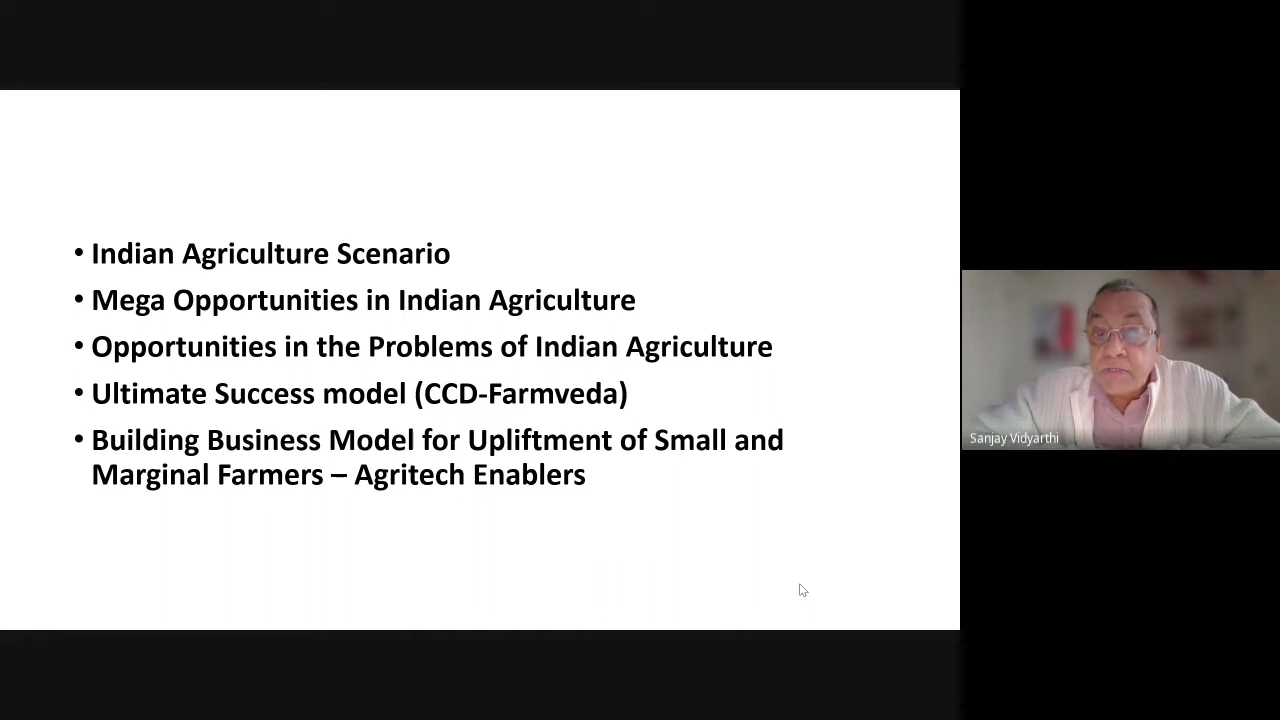 • Indian Agriculture Scenario
• Mega Opportunities in Indian Agriculture
• Opportunities in the Problems of Indian Agriculture
• Ultimate Success model (CCD-Farmveda)
• Building Business Model for Upliftment of Small and
Marginal Farmers – Agritech Enablers
Sanjay Vidyarthi